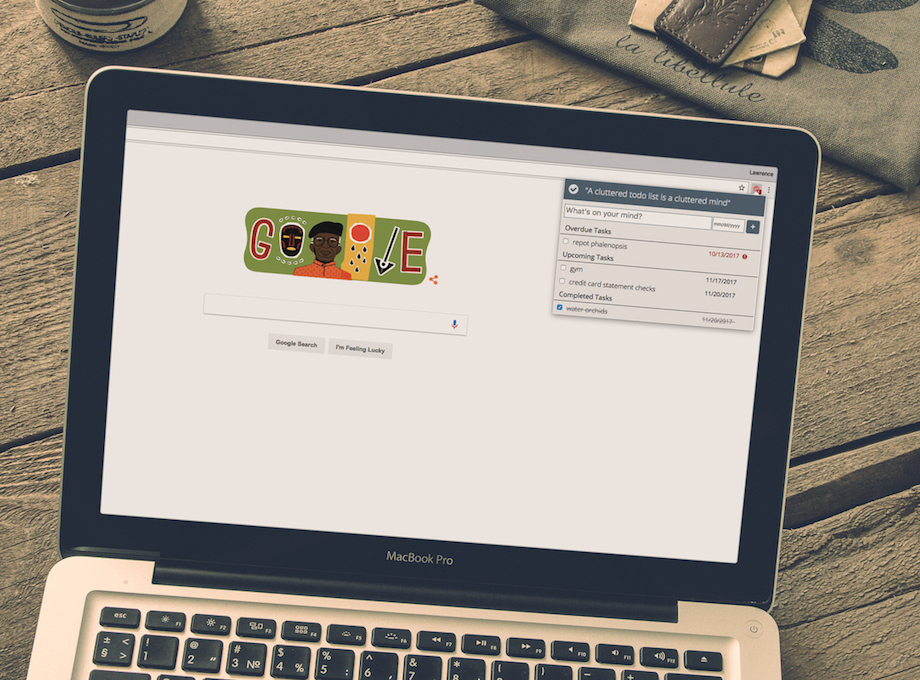 la libellule
Lawrence
"A cluttered todo list is a cluttered mind"
What's on your mind?
mm/dd/yyyy
+
Overdue Tasks
repot phalenopsis 10/13/2017
Upcoming Tasks
gym 11/17/2017
credit card statement checks 11/20/2017
Completed Tasks
water orchids 11/20/2017
GOOGLE
Google Search
I'm Feeling Lucky
MacBook Pro
esc F1 F2 F3 F4 F5 F6 F7 F8 F9 F10 F11 F12
± < § > ! 1 @ 2 # 3 № $ 4 % % 5 : ^ 6 , & 7 * 8 (